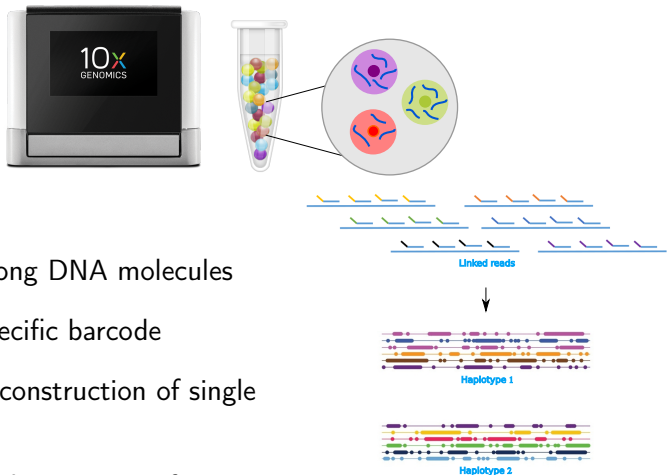 10x
GENOMICS
Linked reads
ong DNA molecules
ecific barcode
Haplotype 1
construction of single
Haplotype 2